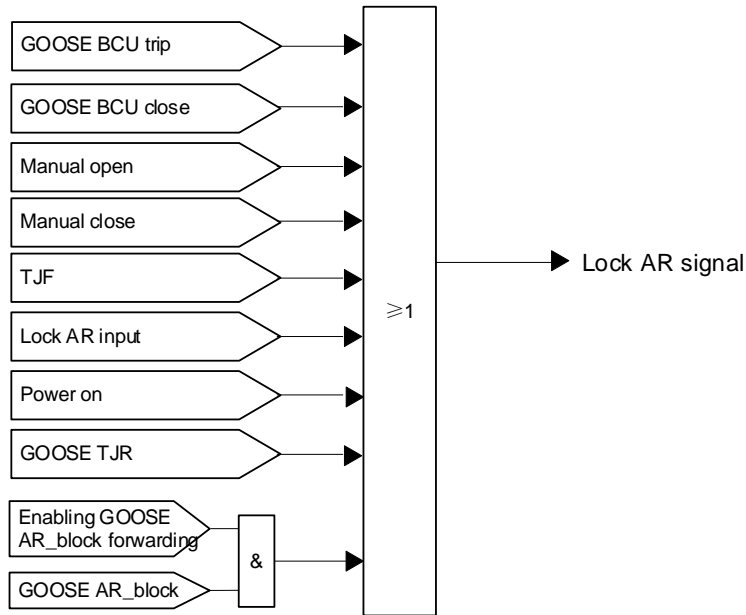 GOOSE BCU trip
GOOSE BCU close
Manual open
Manual close
TJF
Lock AR input
Power on
GOOSE TJR
Enabling GOOSE
AR_block forwarding
GOOSE AR_block
&
≥1
Lock AR signal